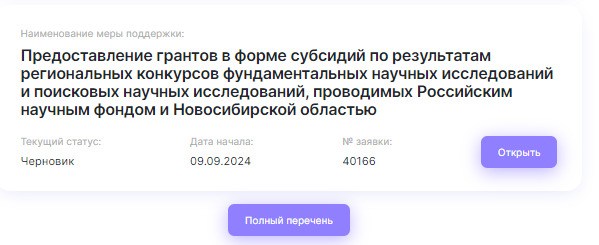 Наименование меры поддержки:
Предоставление грантов в форме субсидий по результатам
региональных конкурсов фундаментальных научных исследований
и поисковых научных исследований, проводимых Российским
научным фондом и Новосибирской областью
Текущий статус: Дата начала: № заявки:
Черновик 09.09.2024 40166
Открыть
Полный перечень